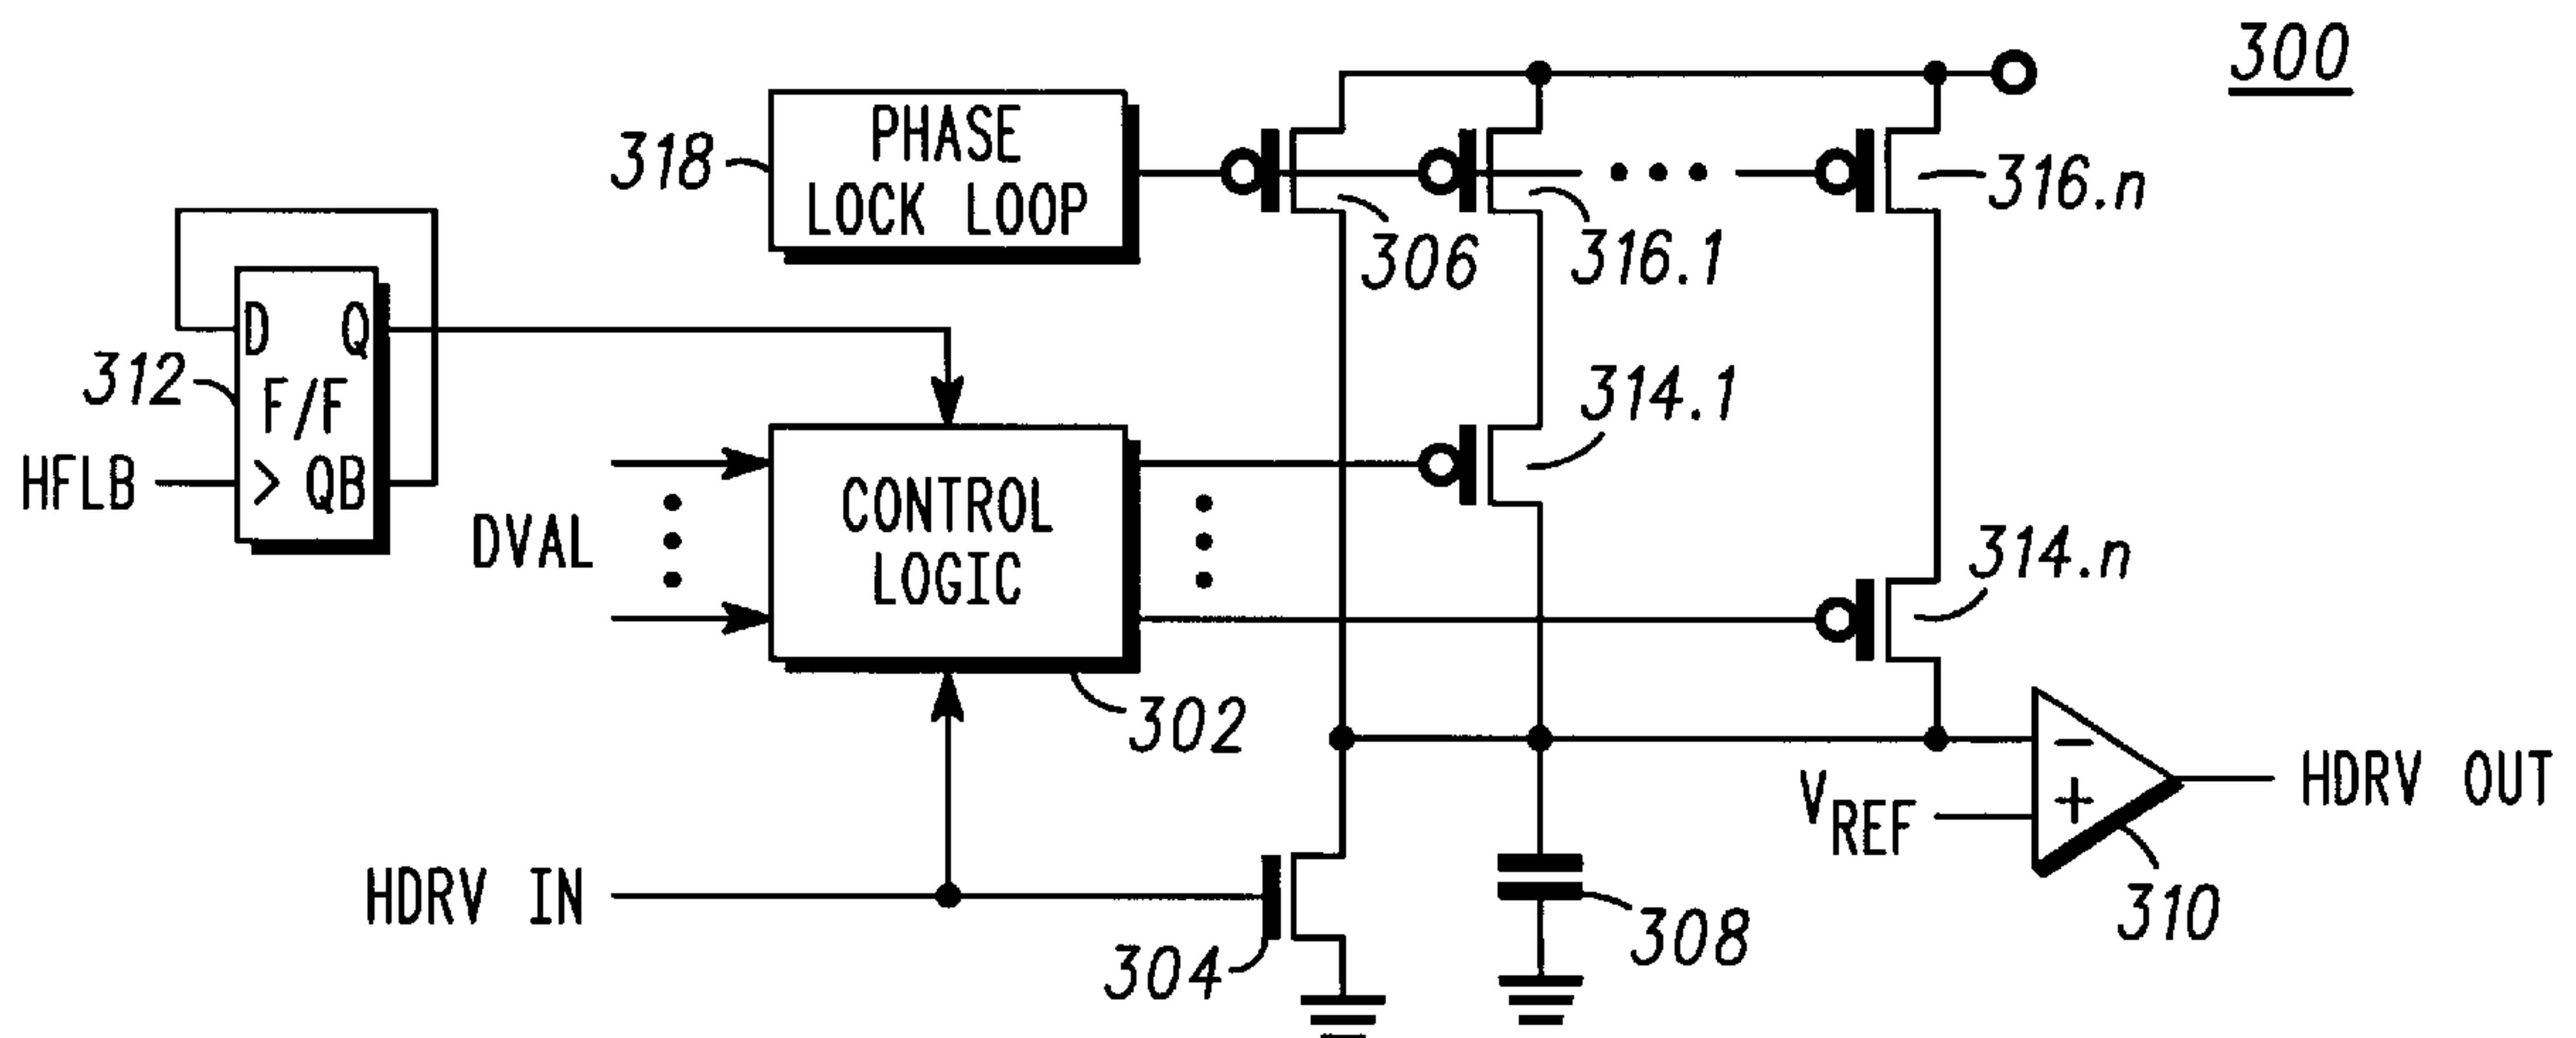 300
PHASE
LOCK LOOP
318
316.n
306
316.1
D Q
312
F/F
HFLB
> QB
314.1
DVAL
CONTROL
LOGIC
314.n
302
HDRV OUT
VREF
- 
+
HDRV IN
304
308
310